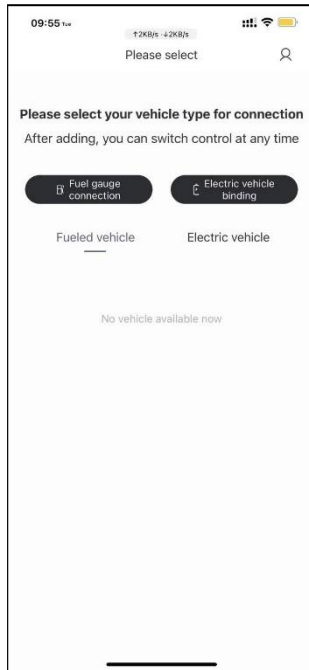 09:55 Tue
↑2KB/s ↓2KB/s
Please select
Please select your vehicle type for connection
After adding, you can switch control at any time
Fuel gauge
connection
Electric vehicle
binding
Fueled vehicle
Electric vehicle
No vehicle available now